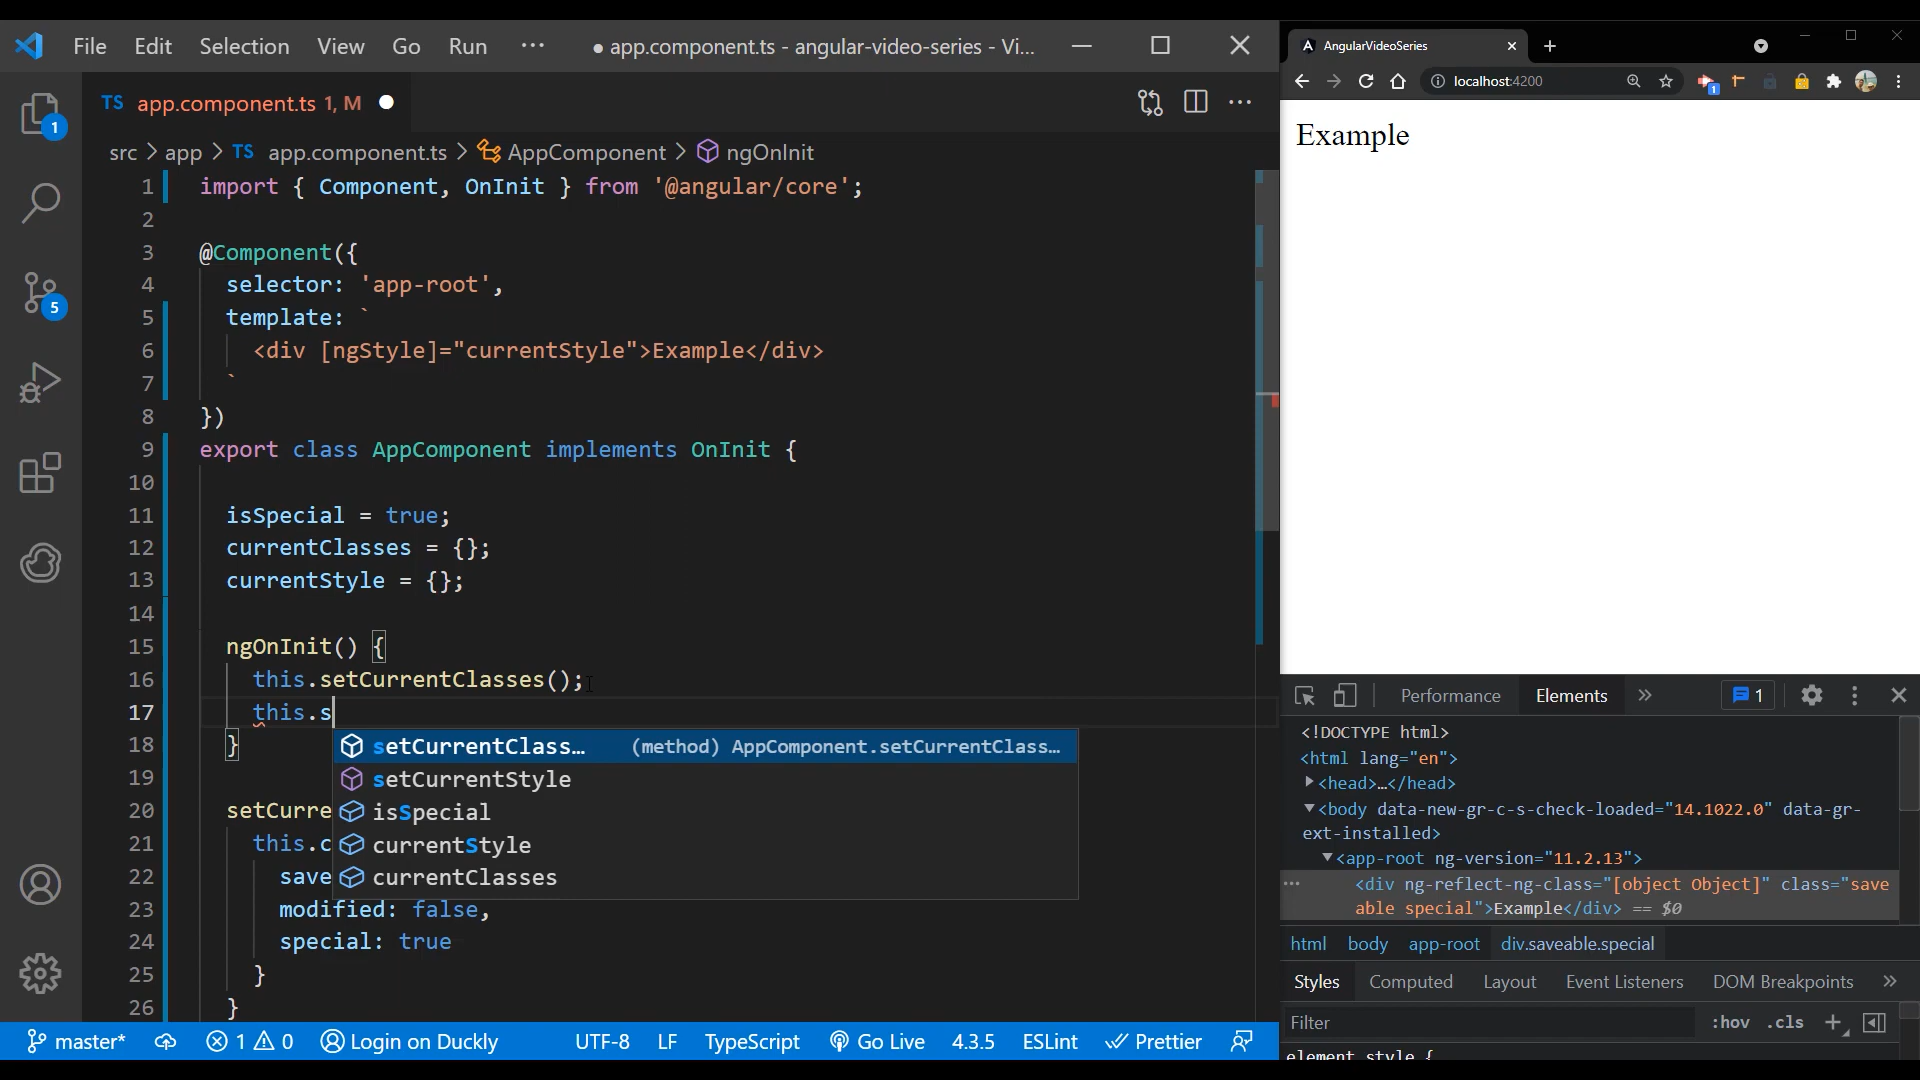 File Edit Selection View Go Run ··· ● app.component.ts - angular-video-series - Vi...
TS app.component.ts 1, M ●
src > app > TS app.component.ts > AppComponent > ngOnInit
1 import { Component, OnInit } from '@angular/core';
2
3 @Component({
4 selector: 'app-root',
5 template: `
6 <div [ngStyle]="currentStyle">Example</div>
7 `
8 })
9 export class AppComponent implements OnInit {
10
11 isSpecial = true;
12 currentClasses = {};
13 currentStyle = {};
14
15 ngOnInit() {
16 this.setCurrentClasses();
17 this.s
18 }
setCurrentClass… (method) AppComponent.setCurrentClass…
19
setCurrentStyle
20 setCurre
isSpecial
21 this.c
currentStyle
22 save
currentClasses
23 modified: false,
24 special: true
25 }
26 }
1
5
master* 1 0 Login on Duckly UTF-8 LF TypeScript Go Live 4.3.5 ESLint Prettier
AngularVideoSeries
localhost:4200
1
Example
Performance Elements » 1
<!DOCTYPE html>
<html lang="en">
<head>…</head>
<body data-new-gr-c-s-check-loaded="14.1022.0" data-gr-
ext-installed>
<app-root ng-version="11.2.13">
<div ng-reflect-ng-class="[object Object]" class="save
able special">Example</div> == $0
html body app-root div.saveable.special
Styles Computed Layout Event Listeners DOM Breakpoints »
Filter :hov .cls +
element.style {